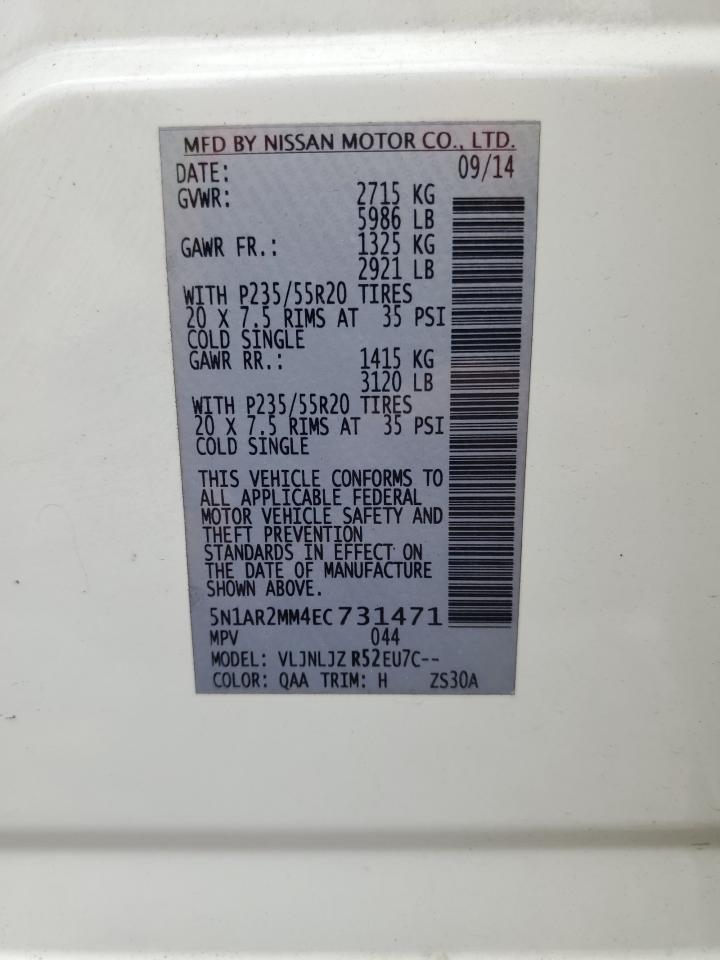 MFD BY NISSAN MOTOR CO., LTD.
DATE: 09/14
GVWR: 2715 KG
5986 LB
GAWR FR.: 1325 KG
2921 LB
WITH P235/55R20 TIRES
20 X 7.5 RIMS AT 35 PSI
COLD SINGLE
GAWR RR.: 1415 KG
3120 LB
WITH P235/55R20 TIRES
20 X 7.5 RIMS AT 35 PSI
COLD SINGLE
THIS VEHICLE CONFORMS TO
ALL APPLICABLE FEDERAL
MOTOR VEHICLE SAFETY AND
THEFT PREVENTION
STANDARDS IN EFFECT ON
THE DATE OF MANUFACTURE
SHOWN ABOVE.
5N1AR2MM4EC731471
MPV 044
MODEL: VLJNLJZ R52EU7C--
COLOR: QAA TRIM: H ZS30A